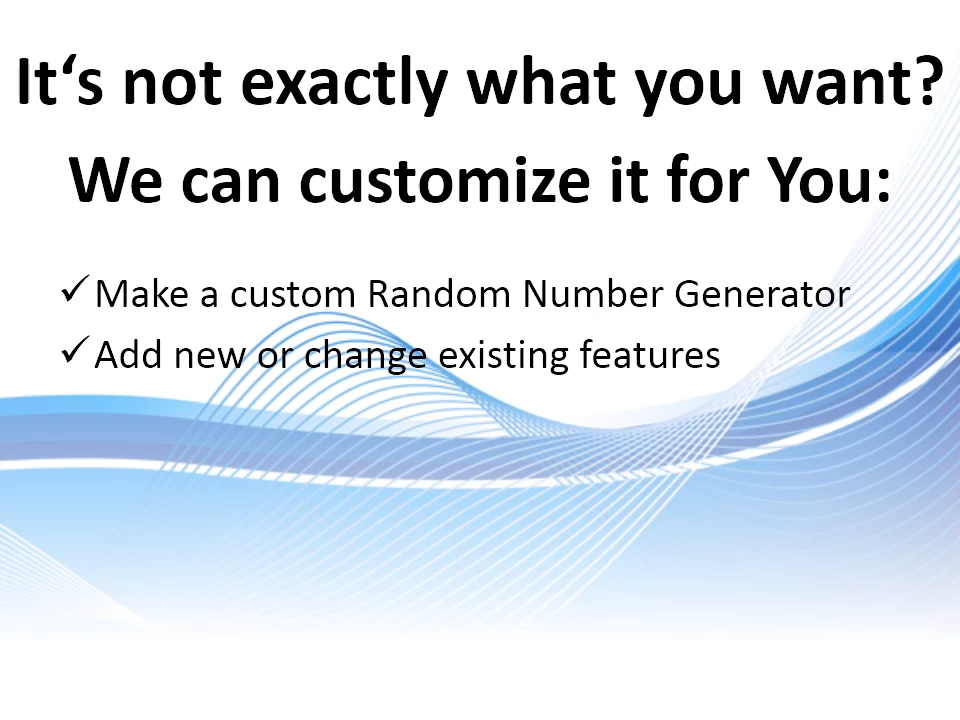 It‘s not exactly what you want?
We can customize it for You:
✓ Make a custom Random Number Generator
✓ Add new or change existing features